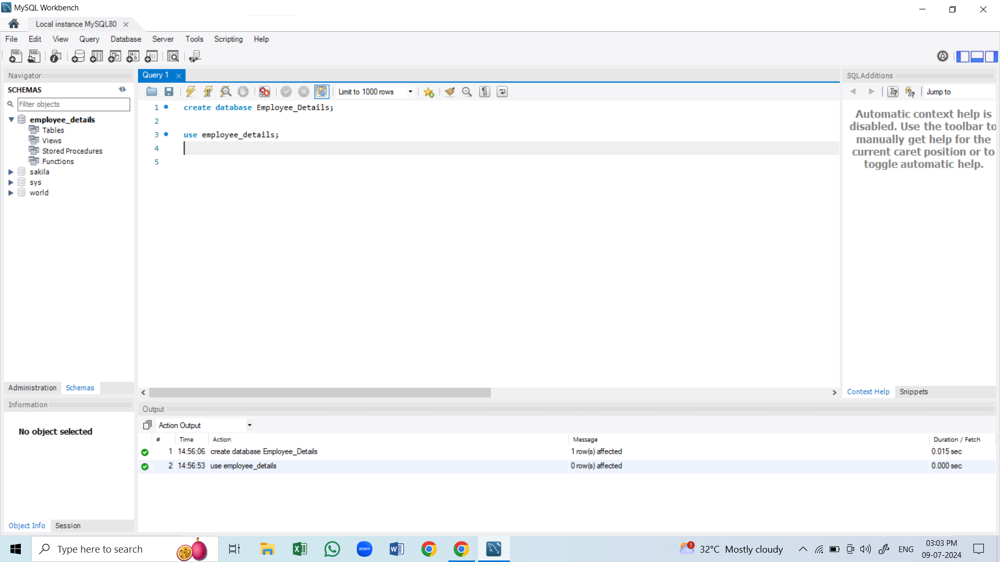 MySQL Workbench
Local instance MySQL80
File Edit View Query Database Server Tools Scripting Help
Navigator
SCHEMAS
Filter objects
employee_details
Tables
Views
Stored Procedures
Functions
sakila
sys
world
Administration Schemas
Information
No object selected
Object Info Session
Query 1
Limit to 1000 rows
1 create database Employee_Details;
2
3 use employee_details;
4
5
SQLAdditions
Jump to
Automatic context help is
disabled. Use the toolbar to
manually get help for the
current caret position or to
toggle automatic help.
Context Help Snippets
Output
Action Output
# Time Action Message Duration / Fetch
1 14:56:06 create database Employee_Details 1 row(s) affected 0.015 sec
2 14:56:53 use employee_details 0 row(s) affected 0.000 sec
Type here to search
zoom
1
32°C Mostly cloudy
ENG
03:03 PM
09-07-2024